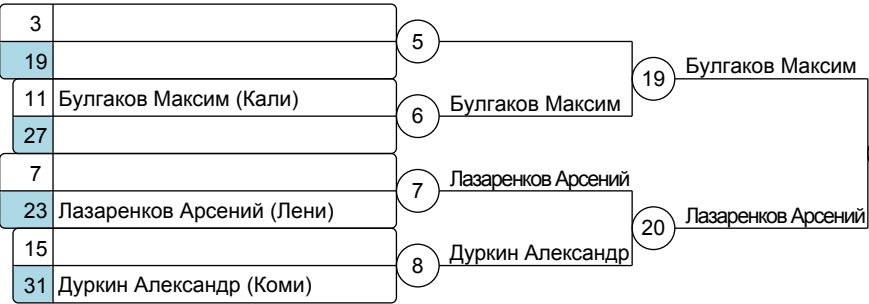 3
19
5
11 Булгаков Максим (Кали)
27
6
7
23 Лазаренков Арсений (Лени)
7
15
31 Дуркин Александр (Коми)
8
Булгаков Максим
19
Лазаренков Арсений
Дуркин Александр
20
Булгаков Максим
Лазаренков Арсений